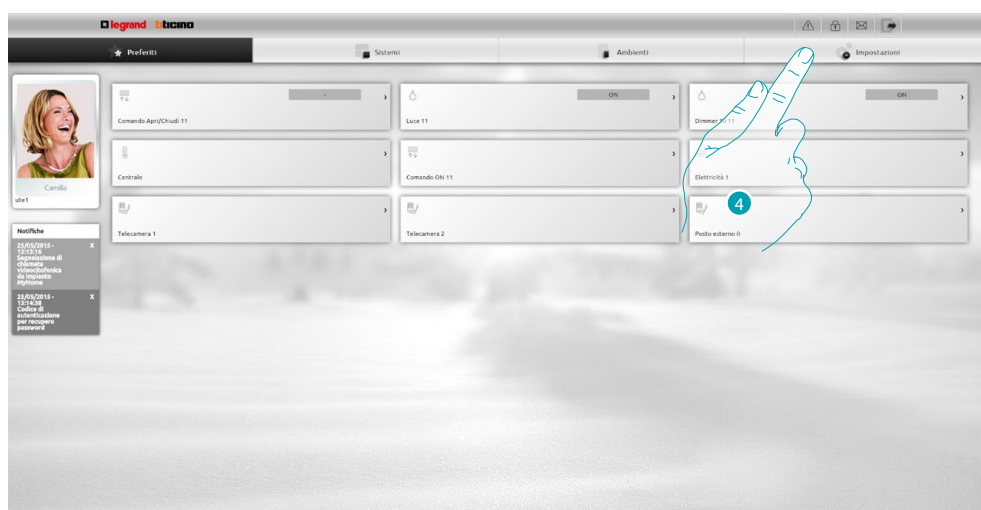 legrand bticino
Preferiti
Sistemi
Ambienti
Impostazioni
-
Comando Apri/Chiudi 11
ON
Luce 11
ON
Dimmer 11
Centrale
Comando ON 11
Elettricità 1
4
Telecamera 1
Telecamera 2
Posto esterno 0
Camilla
ute1
Notifiche
25/05/2015 - X
13:13:16
Segnalazione di
chiamata
videocitofonica
da impianto
MyHome
25/05/2015 - X
13:14:38
Codice di
autenticazione
per recupero
password